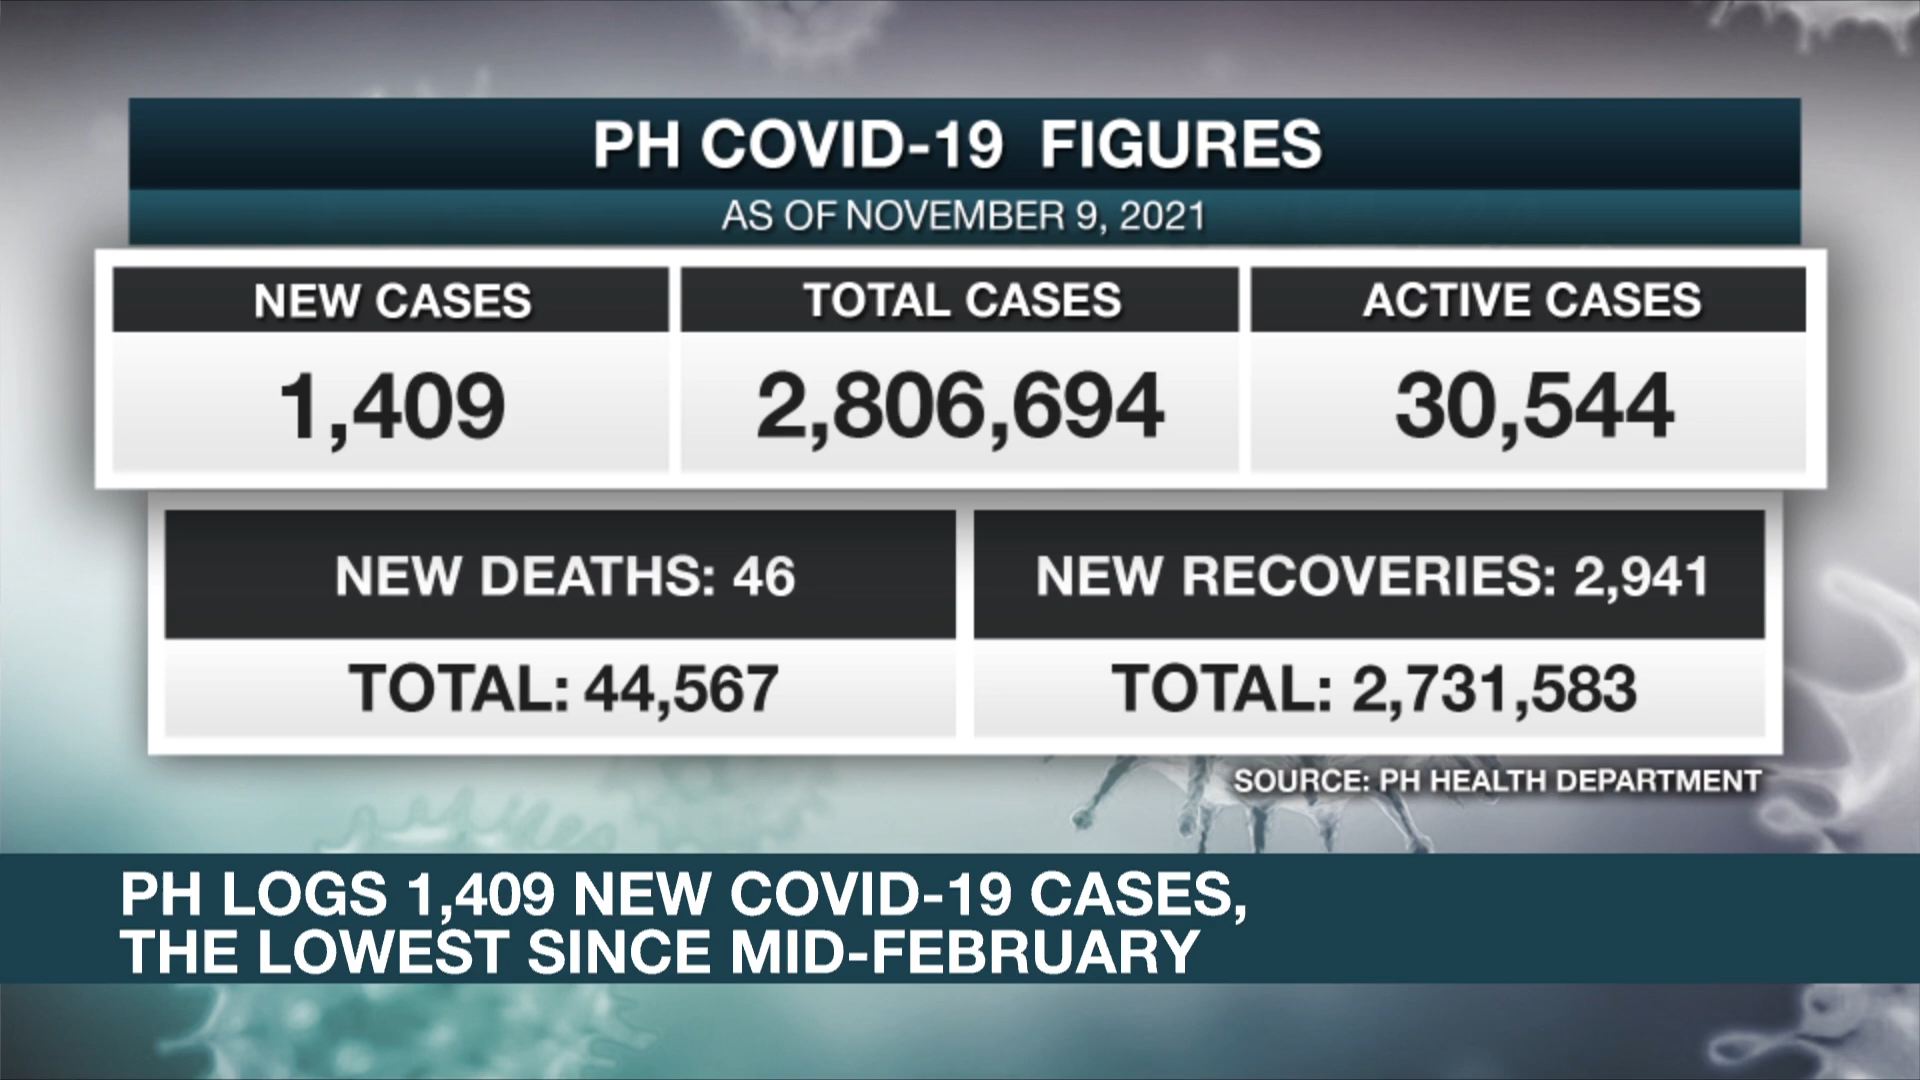 PH COVID-19 FIGURES
AS OF NOVEMBER 9, 2021
NEW CASES
1,409
TOTAL CASES
2,806,694
ACTIVE CASES
30,544
NEW DEATHS: 46
TOTAL: 44,567
NEW RECOVERIES: 2,941
TOTAL: 2,731,583
SOURCE: PH HEALTH DEPARTMENT
PH LOGS 1,409 NEW COVID-19 CASES,
THE LOWEST SINCE MID-FEBRUARY